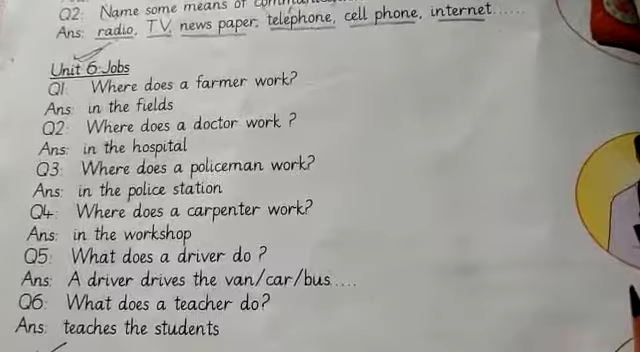 Q2: Name some means of
Ans: radio, TV, news paper, telephone, cell phone, internet......
Unit 6:Jobs
Q1: Where does a farmer work?
Ans: in the fields
Q2: Where does a doctor work ?
Ans: in the hospital
Q3: Where does a policeman work?
Ans: in the police station
Q4: Where does a carpenter work?
Ans: in the workshop
Q5: What does a driver do ?
Ans: A driver drives the van/car/bus.....
Q6: What does a teacher do?
Ans: teaches the students